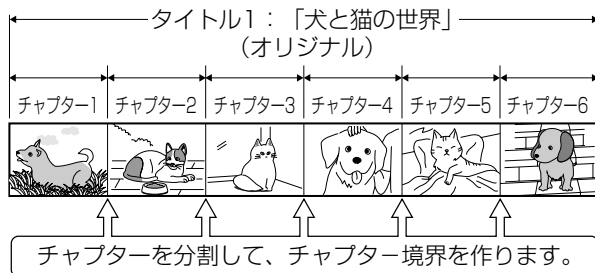 タイトル1：「犬と猫の世界」
（オリジナル）
チャプター1 チャプター2 チャプター3 チャプター4 チャプター5 チャプター6
チャプターを分割して、チャプター境界を作ります。